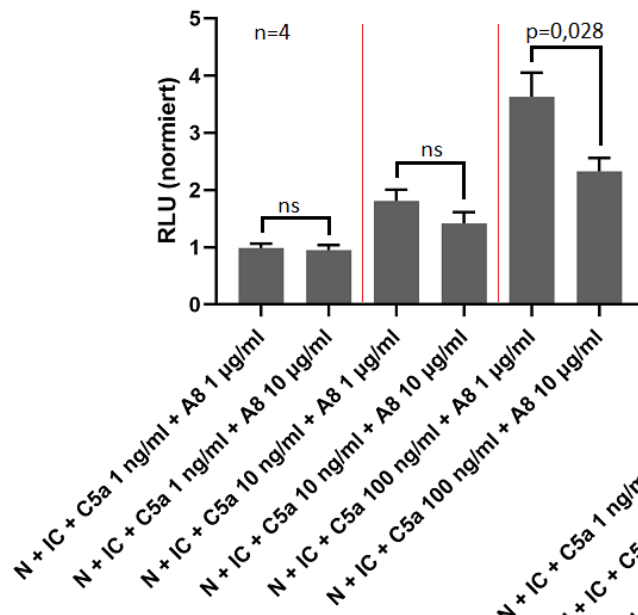 5
n=4
p=0,028
4
3
ns
2
ns
1
0
RLU (normiert)
N + IC + C5a 1 ng/ml + A8 1 µg/ml
N + IC + C5a 1 ng/ml + A8 10 µg/ml
N + IC + C5a 10 ng/ml + A8 1 µg/ml
N + IC + C5a 10 ng/ml + A8 10 µg/ml
N + IC + C5a 100 ng/ml + A8 1 µg/ml
N + IC + C5a 100 ng/ml + A8 10 µg/ml
N + IC + C5a 1 ng/m
+ IC + C5